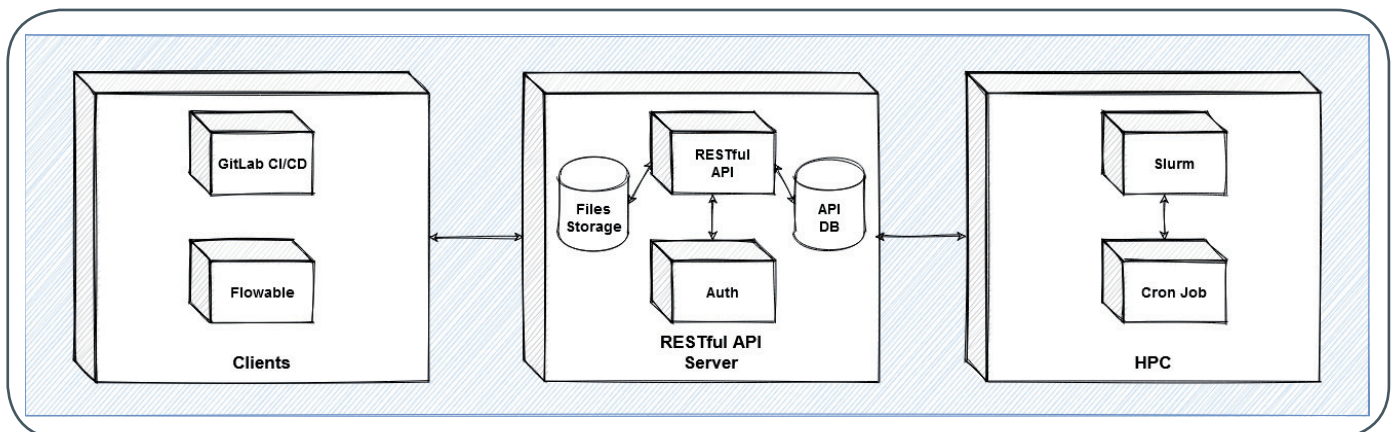 GitLab CI/CD
Flowable
Clients
RESTful
API
Files
Storage
API
DB
Auth
RESTful API
Server
Slurm
Cron Job
HPC